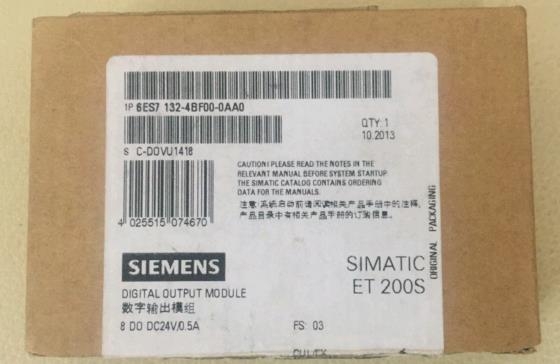 1P 6ES7 132-4BF00-0AA0
QTY: 1
10.2013
S C-DOVU1418
CAUTION! PLEASE READ THE NOTES IN THE
RELEVANT MANUAL BEFORE SYSTEM STARTUP.
THE SIMATIC CATALOG CONTAINS ORDERING
DATA FOR THE MANUALS.
注意:系统启动前请阅读相关产品手册中的注释,
产品目录中有相关产品手册的订购信息。
4 025515 074670
ORIGINAL PACKAGING
SIEMENS
SIMATIC
ET 200S
DIGITAL OUTPUT MODULE
数字输出模组
8 DO DC24V/0.5A
FS: 03